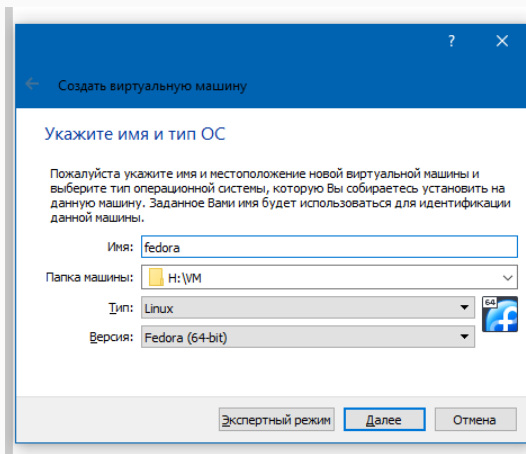 ?
Создать виртуальную машину
Укажите имя и тип ОС
Пожалуйста укажите имя и местоположение новой виртуальной машины и
выберите тип операционной системы, которую Вы собираетесь установить на
данную машину. Заданное Вами имя будет использоваться для идентификации
данной машины.
Имя: fedora
Папка машины: H:\VM
Тип: Linux
64
Версия: Fedora (64-bit)
Экспертный режим Далее Отмена